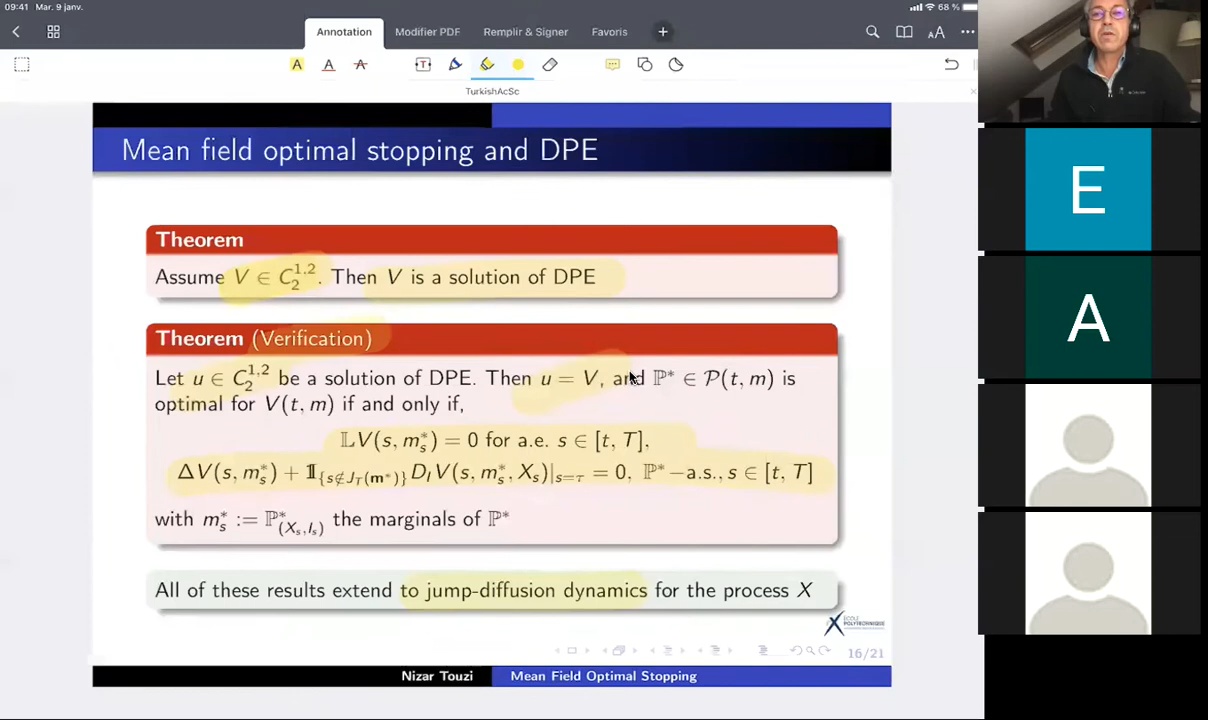 09:41 Mar. 9 janv.
68 %
Annotation Modifier PDF Remplir & Signer Favoris
TurkishAcSc
Mean field optimal stopping and DPE
Theorem
Assume V ∈ C₂^{1,2}. Then V is a solution of DPE
Theorem (Verification)
Let u ∈ C₂^{1,2} be a solution of DPE. Then u = V, and ℙ* ∈ 𝒫(t, m) is
optimal for V(t, m) if and only if,
𝕃V(s, m*_s) = 0 for a.e. s ∈ [t, T],
ΔV(s, m*_s) + 𝟙_{{s∉J_T(m*)}} D_I V(s, m*_s, X_s)|_{s=τ} = 0, ℙ*−a.s., s ∈ [t, T]
with m*_s := ℙ*_{(X_s,I_s)} the marginals of ℙ*
All of these results extend to jump-diffusion dynamics for the process X
ÉCOLE
POLYTECHNIQUE
16/21
Nizar Touzi Mean Field Optimal Stopping
E
A